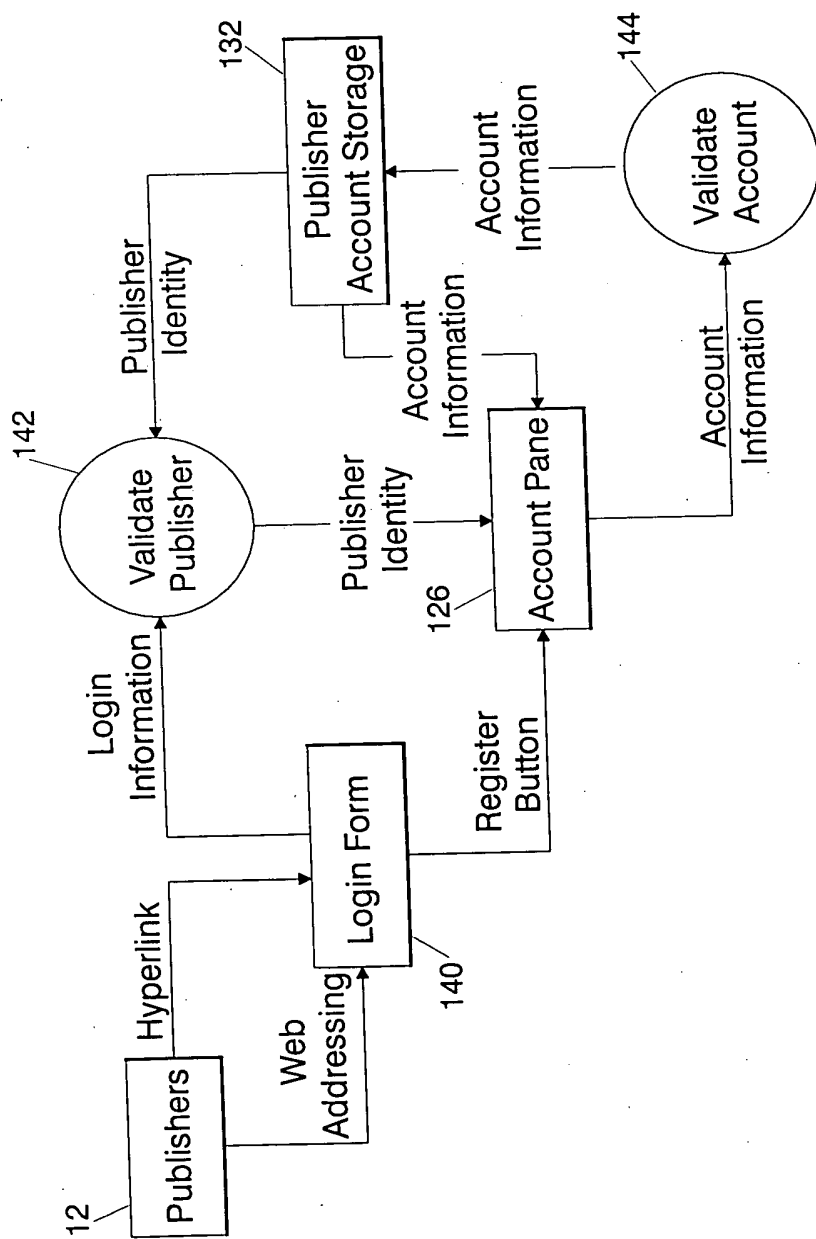 12
Publishers
Hyperlink
Web
Addressing
Login Form
140
Login
Information
Register
Button
142
Validate
Publisher
Publisher
Identity
126
Account Pane
Publisher
Identity
Account
Information
132
Publisher
Account Storage
Account
Information
Account
Information
144
Validate
Account